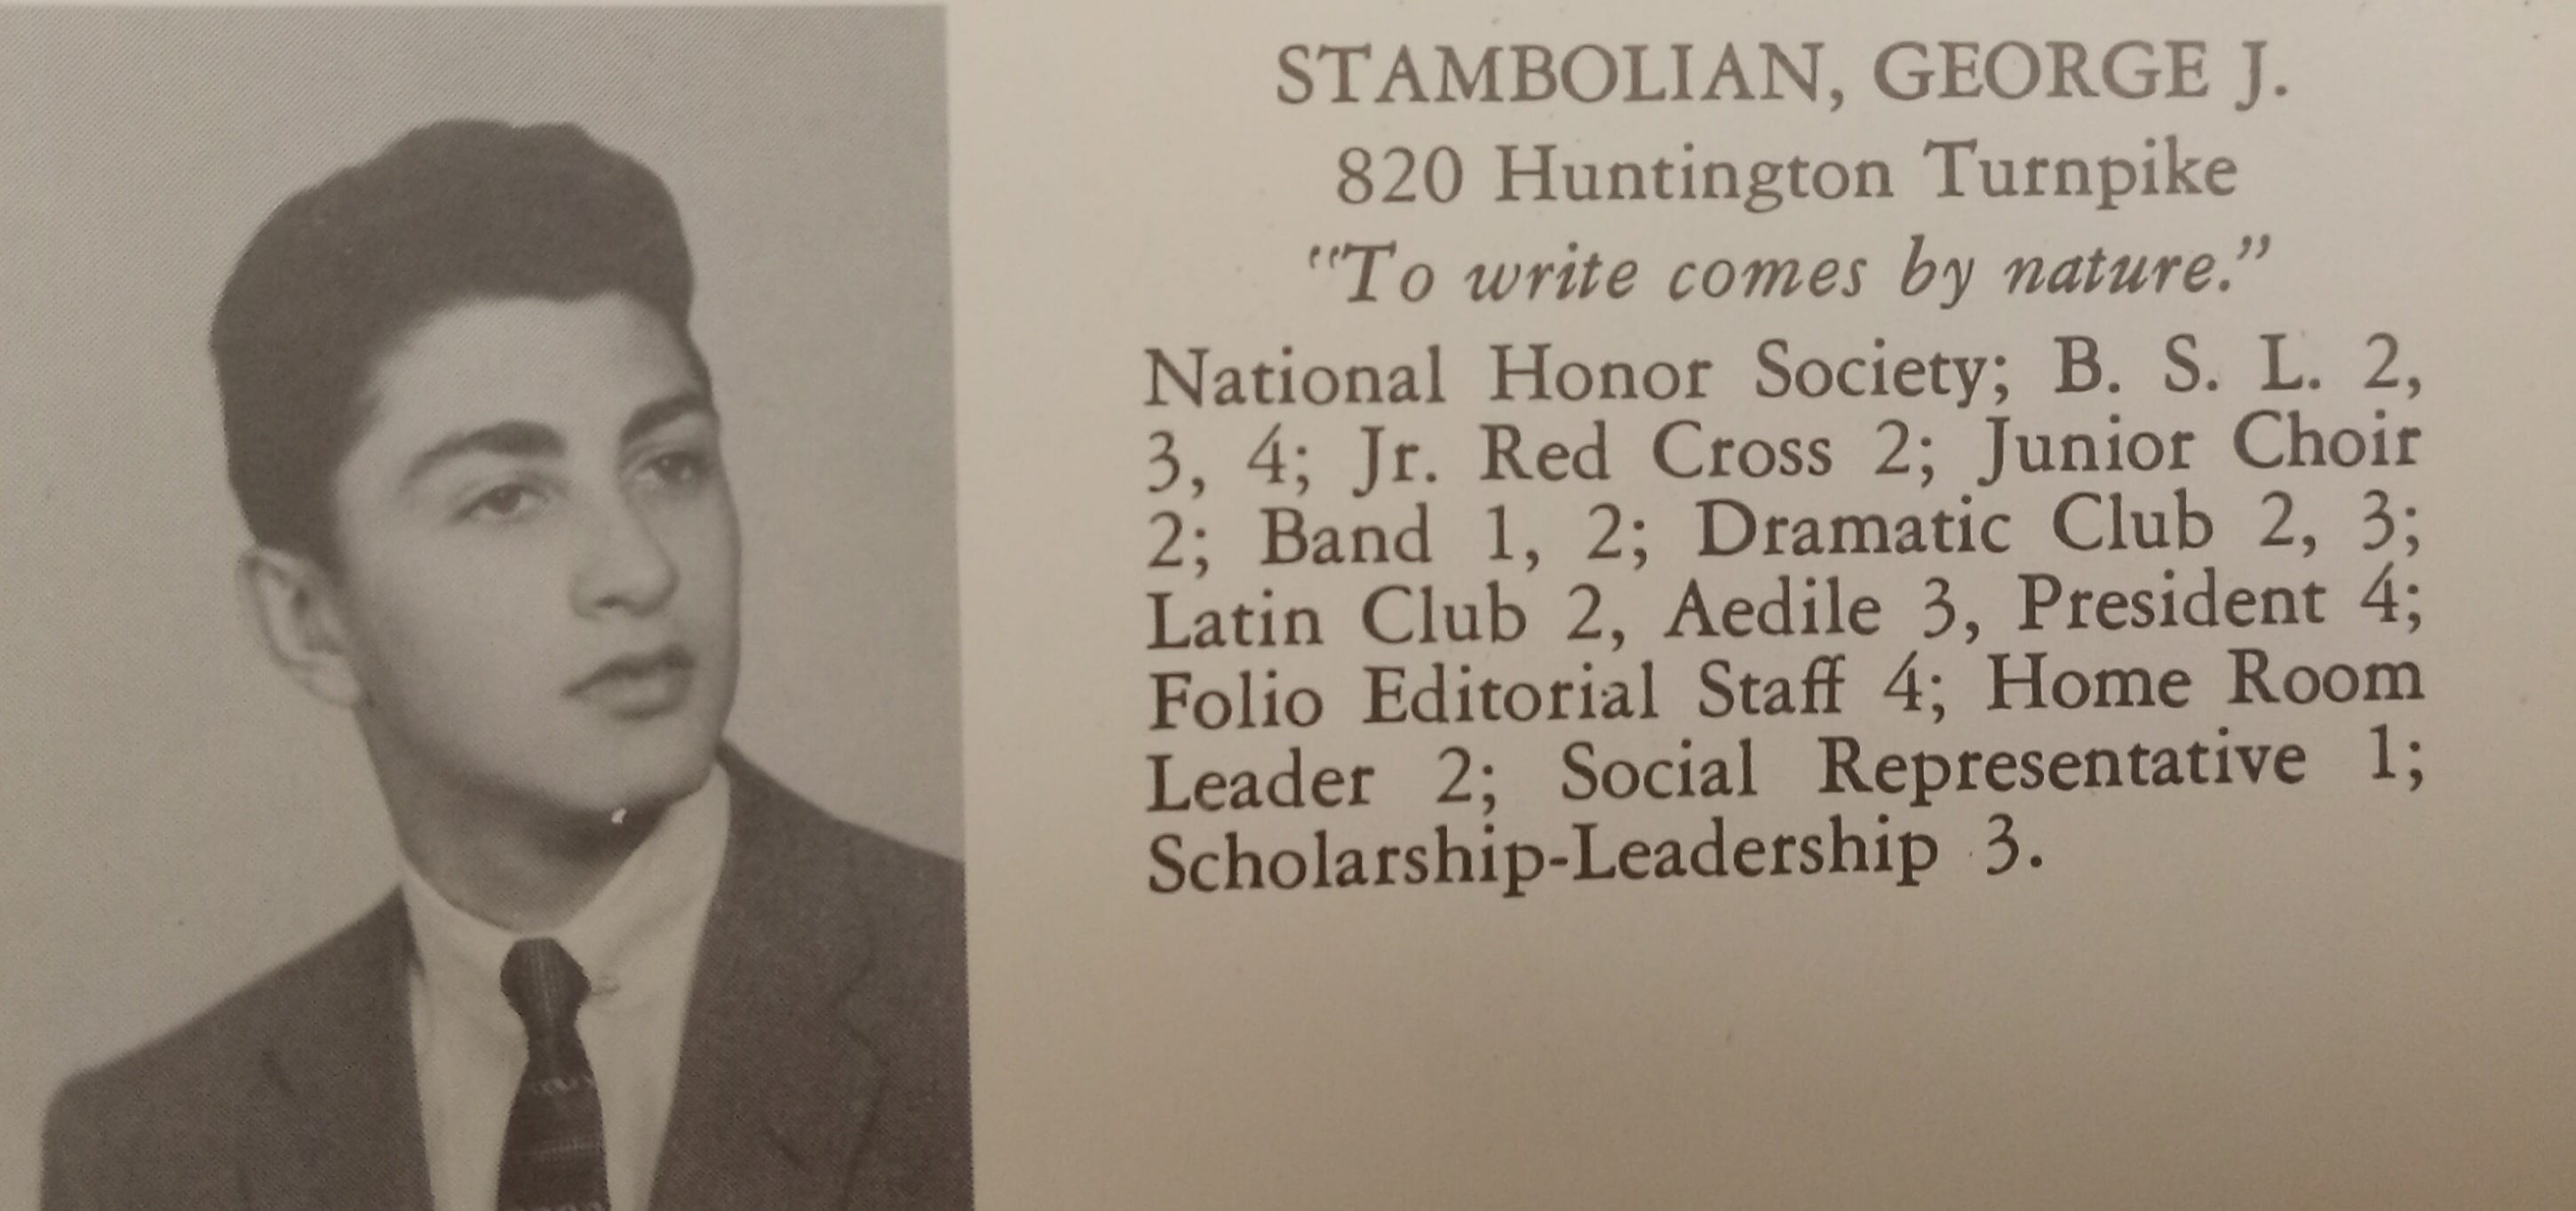 STAMBOLIAN, GEORGE J.
820 Huntington Turnpike
"To write comes by nature."
National Honor Society; B. S. L. 2,
3, 4; Jr. Red Cross 2; Junior Choir
2; Band 1, 2; Dramatic Club 2, 3;
Latin Club 2, Aedile 3, President 4;
Folio Editorial Staff 4; Home Room
Leader 2; Social Representative 1;
Scholarship-Leadership 3.